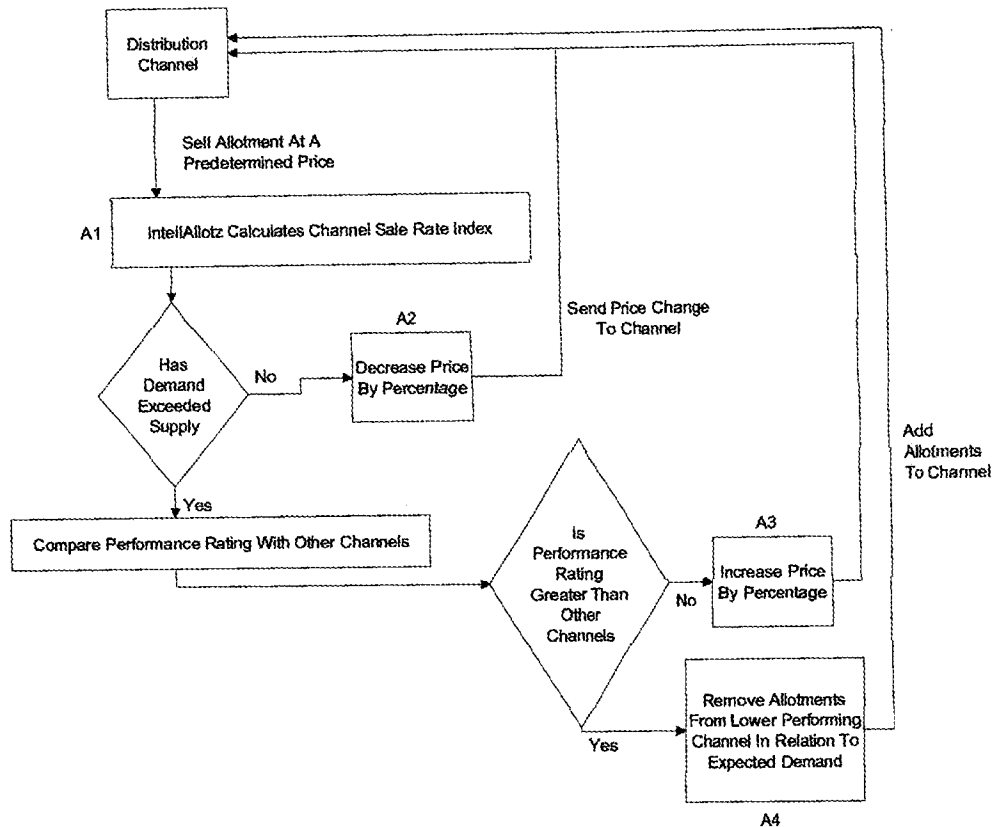 Distribution
Channel
Sell Allotment At A
Predetermined Price
A1
IntellAllotz Calculates Channel Sale Rate Index
Has
Demand
Exceeded
Supply
No
A2
Decrease Price
By Percentage
Send Price Change
To Channel
Yes
Compare Performance Rating With Other Channels
Is
Performance
Rating
Greater Than
Other
Channels
No
A3
Increase Price
By Percentage
Add
Allotments
To Channel
Yes
Remove Allotments
From Lower Performing
Channel In Relation To
Expected Demand
A4